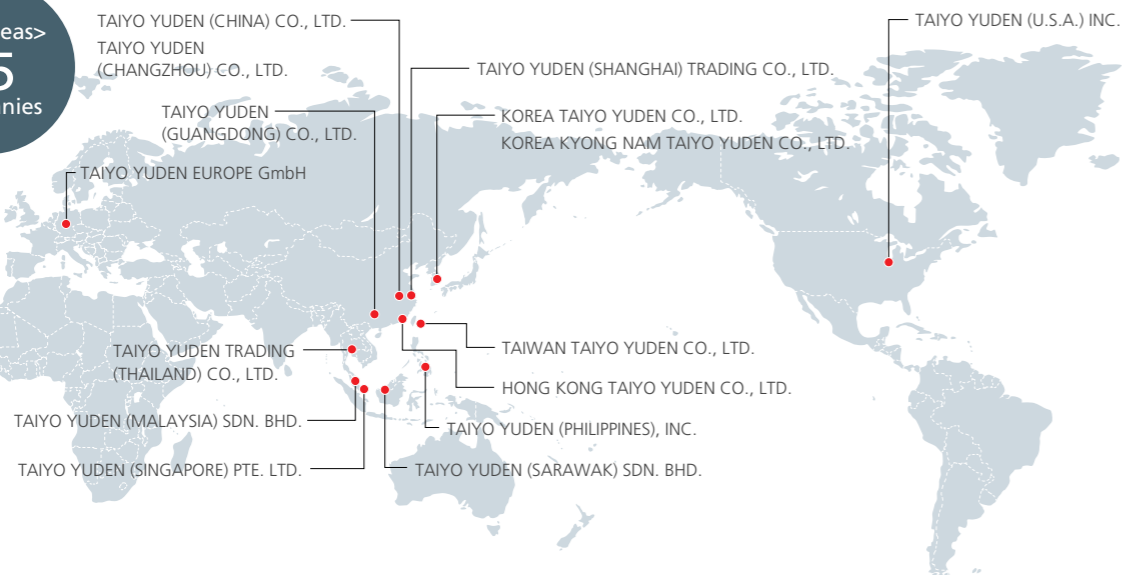 eas>
5
nies
TAIYO YUDEN (CHINA) CO., LTD.
TAIYO YUDEN
(CHANGZHOU) CO., LTD.
TAIYO YUDEN
(GUANGDONG) CO., LTD.
TAIYO YUDEN EUROPE GmbH
TAIYO YUDEN (SHANGHAI) TRADING CO., LTD.
KOREA TAIYO YUDEN CO., LTD.
KOREA KYONG NAM TAIYO YUDEN CO., LTD.
TAIYO YUDEN (U.S.A.) INC.
TAIYO YUDEN TRADING
(THAILAND) CO., LTD.
TAIYO YUDEN (MALAYSIA) SDN. BHD.
TAIYO YUDEN (SINGAPORE) PTE. LTD.
TAIWAN TAIYO YUDEN CO., LTD.
HONG KONG TAIYO YUDEN CO., LTD.
TAIYO YUDEN (PHILIPPINES), INC.
TAIYO YUDEN (SARAWAK) SDN. BHD.